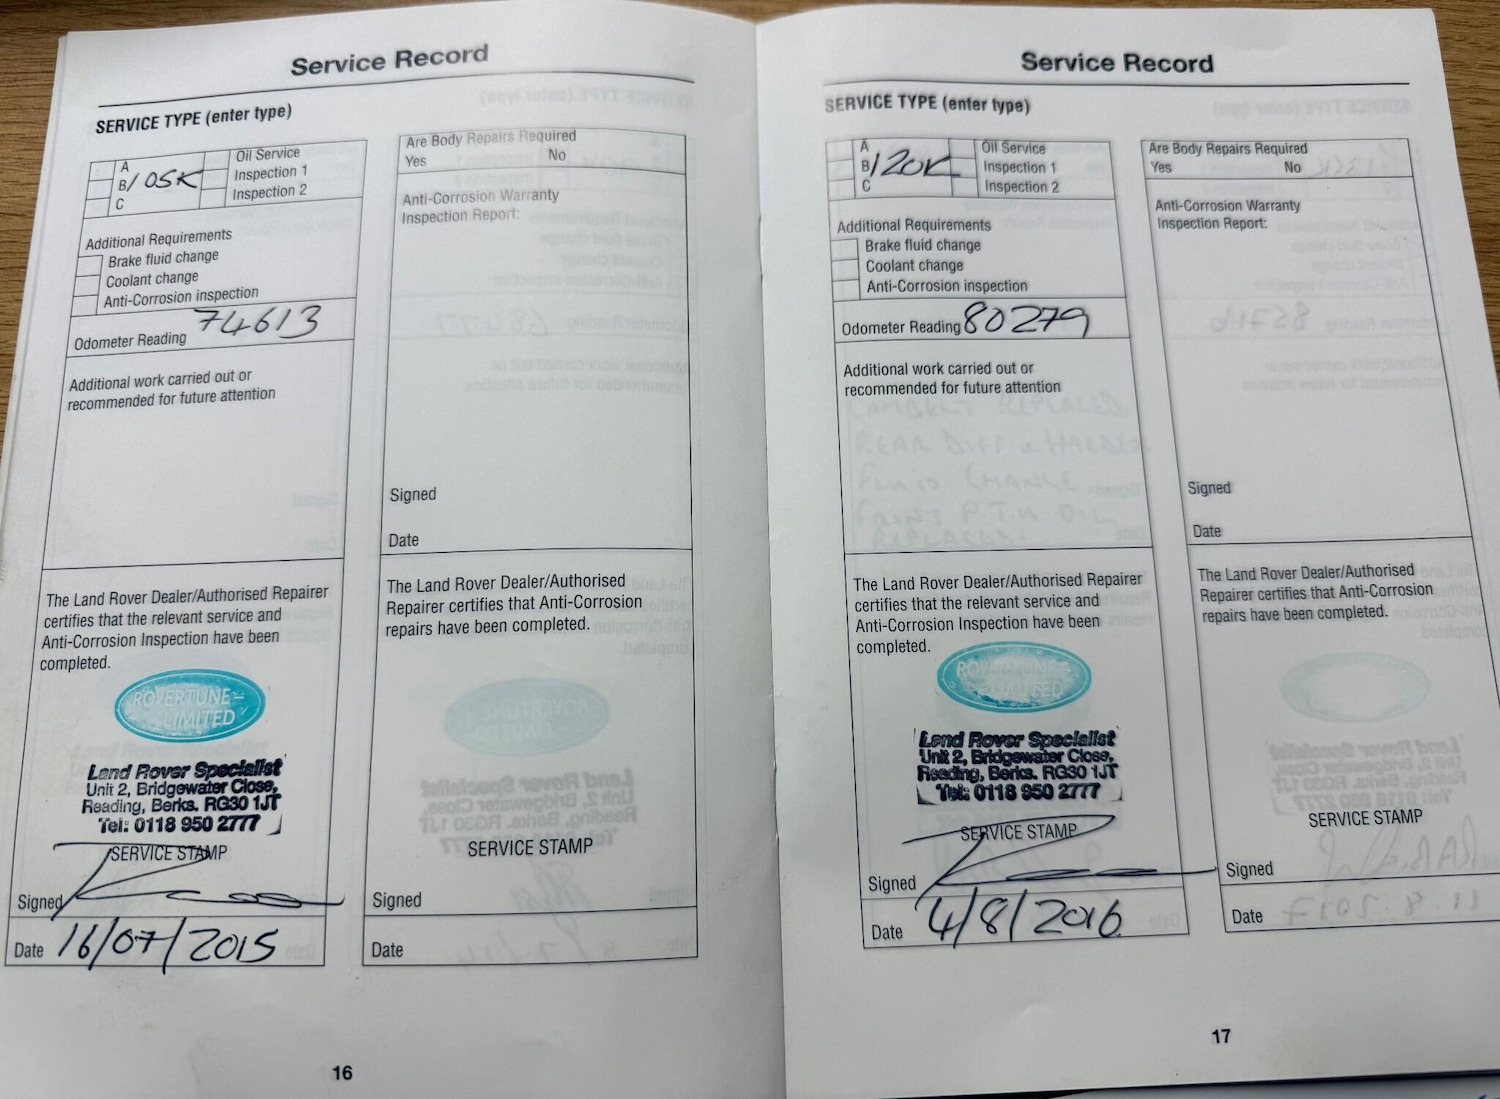 Service Record
SERVICE TYPE (enter type)
A
B
C
105K
Oil Service
Inspection 1
Inspection 2
Additional Requirements
Brake fluid change
Coolant change
Anti-Corrosion inspection
Odometer Reading 74613
Additional work carried out or
recommended for future attention
The Land Rover Dealer/Authorised Repairer
certifies that the relevant service and
Anti-Corrosion Inspection have been
completed.
ROVERTUNE
LIMITED
Land Rover Specialist
Unit 2, Bridgewater Close,
Reading, Berks. RG30 1JT
Tel: 0118 950 2777
SERVICE STAMP
Signed
Date 16/07/2015
Are Body Repairs Required
Yes No
Anti-Corrosion Warranty
Inspection Report:
Signed
Date
The Land Rover Dealer/Authorised
Repairer certifies that Anti-Corrosion
repairs have been completed.
SERVICE STAMP
Signed
Date
16
Service Record
SERVICE TYPE (enter type)
A
B
C
120K
Oil Service
Inspection 1
Inspection 2
Additional Requirements
Brake fluid change
Coolant change
Anti-Corrosion inspection
Odometer Reading 80279
Additional work carried out or
recommended for future attention
CAMBELT REPLACED.
REAR DIFF & HALDEX
FLUID CHANGE
FRONT P.T.U OIL
REPLACED.
The Land Rover Dealer/Authorised Repairer
certifies that the relevant service and
Anti-Corrosion Inspection have been
completed.
ROVERTUNE
LIMITED
Land Rover Specialist
Unit 2, Bridgewater Close,
Reading, Berks. RG30 1JT
Tel: 0118 950 2777
SERVICE STAMP
Signed
Date 4/8/2016
Are Body Repairs Required
Yes No
Anti-Corrosion Warranty
Inspection Report:
Signed
Date
The Land Rover Dealer/Authorised
Repairer certifies that Anti-Corrosion
repairs have been completed.
SERVICE STAMP
Signed
Date
17